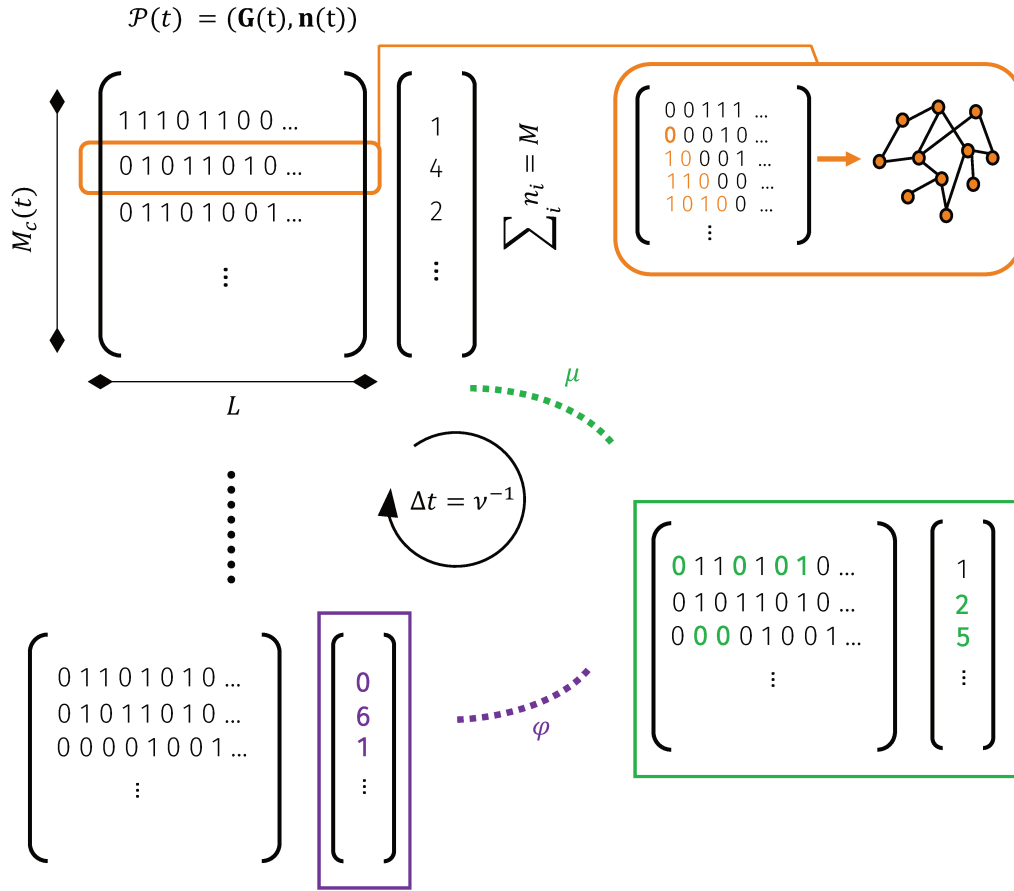 𝒫(t) = (𝐆(t), 𝐧(t))
M_c(t)
1 1 1 0 1 1 0 0 ...
0 1 0 1 1 0 1 0 ...
0 1 1 0 1 0 0 1 ...
...
1
4
2
...
∑_i n_i = M
0 0 1 1 1 ...
0 0 0 1 0 ...
1 0 0 0 1 ...
1 1 0 0 0 ...
1 0 1 0 0 ...
...
L
μ
Δt = ν⁻¹
0 1 1 0 1 0 1 0 ...
0 1 0 1 1 0 1 0 ...
0 0 0 0 1 0 0 1 ...
...
1
2
5
...
φ
0 1 1 0 1 0 1 0 ...
0 1 0 1 1 0 1 0 ...
0 0 0 0 1 0 0 1 ...
...
0
6
1
...